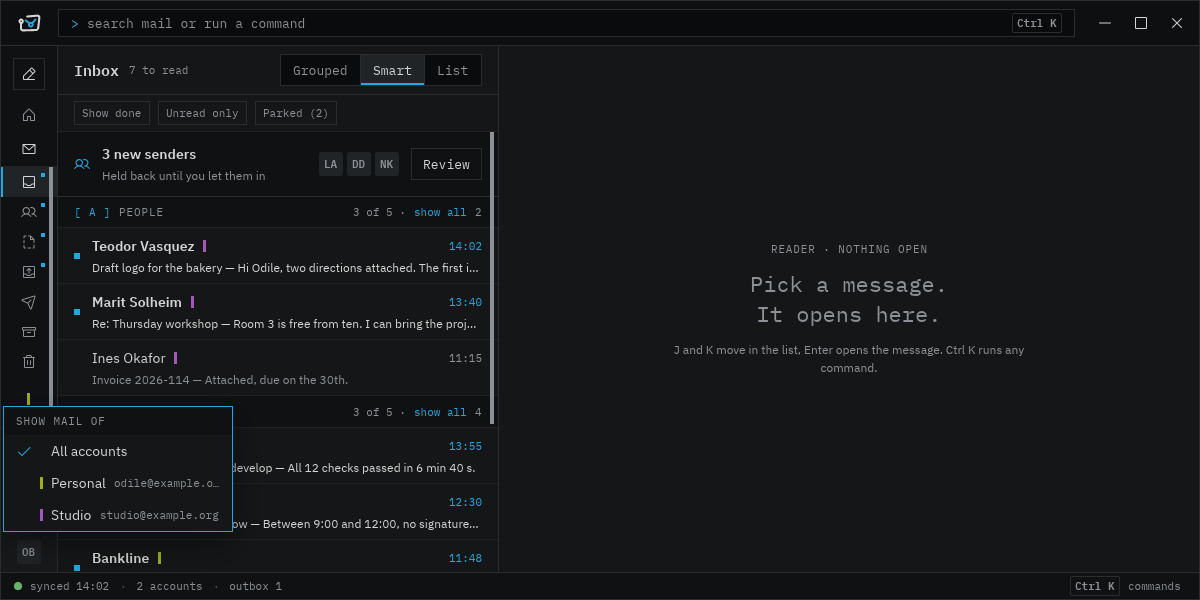 > search mail or run a command Ctrl K
Inbox 7 to read Grouped Smart List
Show done Unread only Parked (2)
3 new senders
Held back until you let them in
LA DD NK Review
[ A ] PEOPLE 3 of 5 · show all 2
Teodor Vasquez 14:02
Draft logo for the bakery — Hi Odile, two directions attached. The first i…
Marit Solheim 13:40
Re: Thursday workshop — Room 3 is free from ten. I can bring the proj…
Ines Okafor 11:15
Invoice 2026-114 — Attached, due on the 30th.
3 of 5 · show all 4
13:55
develop — All 12 checks passed in 6 min 40 s.
12:30
ow — Between 9:00 and 12:00, no signature…
Bankline 11:48
SHOW MAIL OF
All accounts
Personal odile@example.o…
Studio studio@example.org
OB
READER · NOTHING OPEN
Pick a message.
It opens here.
J and K move in the list, Enter opens the message. Ctrl K runs any
command.
synced 14:02 · 2 accounts · outbox 1
Ctrl K commands